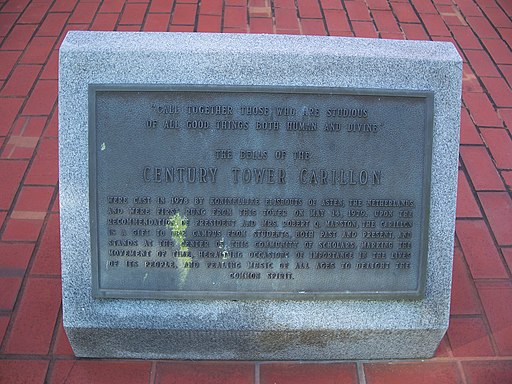 "CALL TOGETHER THOSE WHO ARE STUDIOUS
OF ALL GOOD THINGS BOTH HUMAN AND DIVINE"
THE BELLS OF THE
CENTURY TOWER CARILLON
WERE CAST IN 1978 BY KONINKLIJKE EIJSBOUTS OF ASTEN, THE NETHERLANDS
AND WERE FIRST RUNG FROM THIS TOWER ON MAY 14, 1979. UPON THE
RECOMMENDATION OF PRESIDENT AND MRS. ROBERT Q. MARSTON, THE CARILLON
IS A GIFT TO THE CAMPUS FROM STUDENTS, BOTH PAST AND PRESENT, AND
STANDS AT THE CENTER OF THIS COMMUNITY OF SCHOLARS, MARKING THE
MOVEMENT OF TIME, HERALDING OCCASIONS OF IMPORTANCE IN THE LIVES
OF ITS PEOPLE, AND PEALING MUSIC OF ALL AGES TO DELIGHT THE
COMMON SPIRIT.